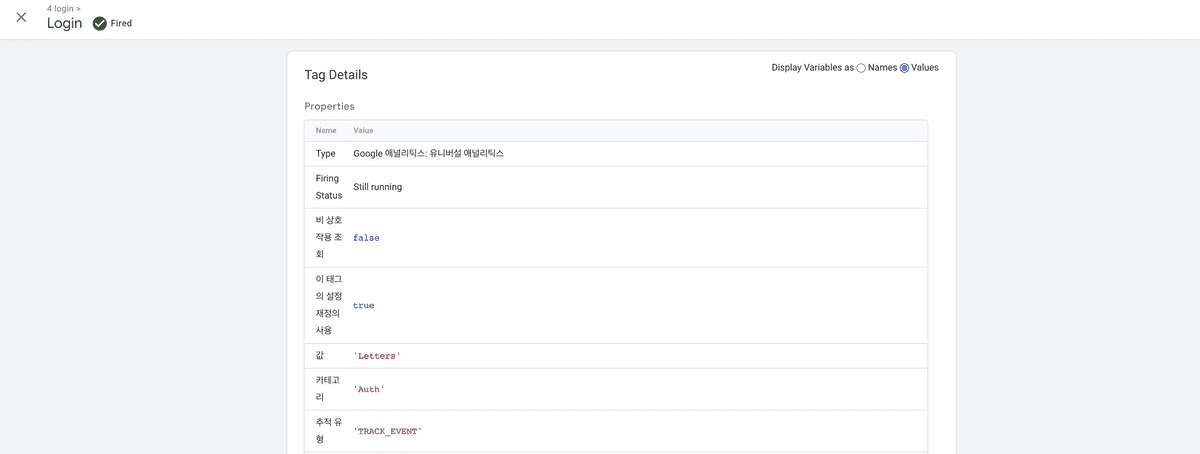 4 login >
Login Fired
Tag Details
Display Variables as Names Values
Properties
Name Value
Type Google 애널리틱스: 유니버설 애널리틱스
Firing
Status
Still running
비 상호
작용 조
회
false
이 태그
의 설정
재정의
사용
true
값 'Letters'
카테고
리
'Auth'
추적 유
형
'TRACK_EVENT'